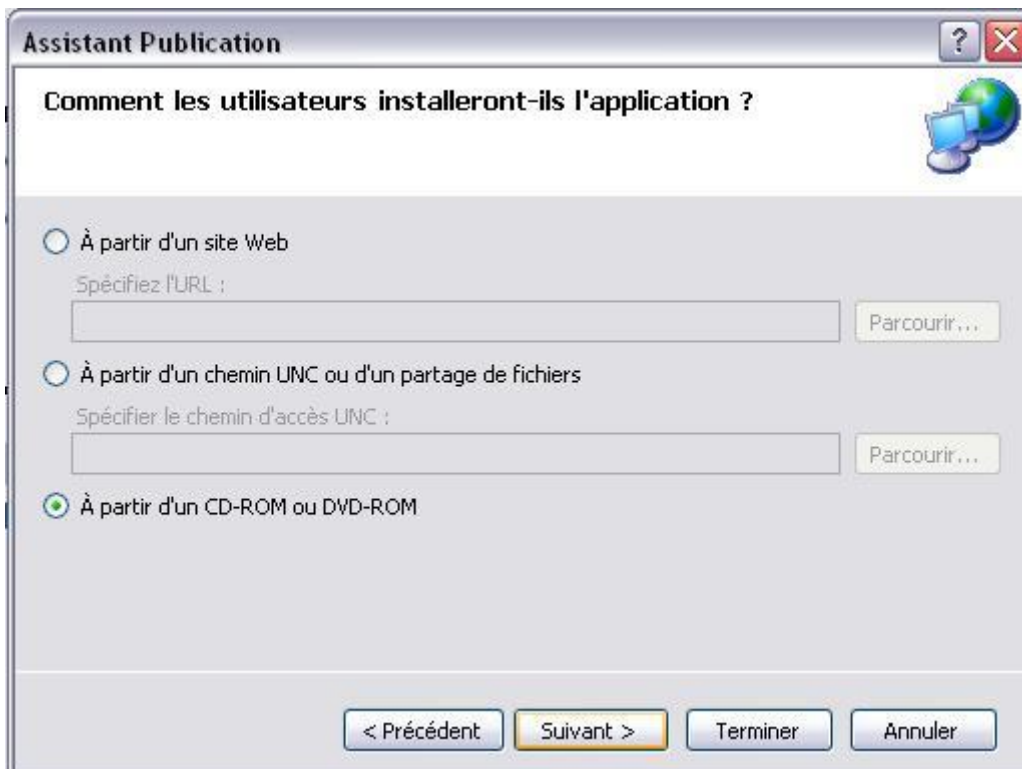 Assistant Publication
Comment les utilisateurs installeront-ils l'application ?
À partir d'un site Web
Spécifiez l'URL :
Parcourir...
À partir d'un chemin UNC ou d'un partage de fichiers
Spécifier le chemin d'accès UNC :
Parcourir...
À partir d'un CD-ROM ou DVD-ROM
< Précédent Suivant > Terminer Annuler